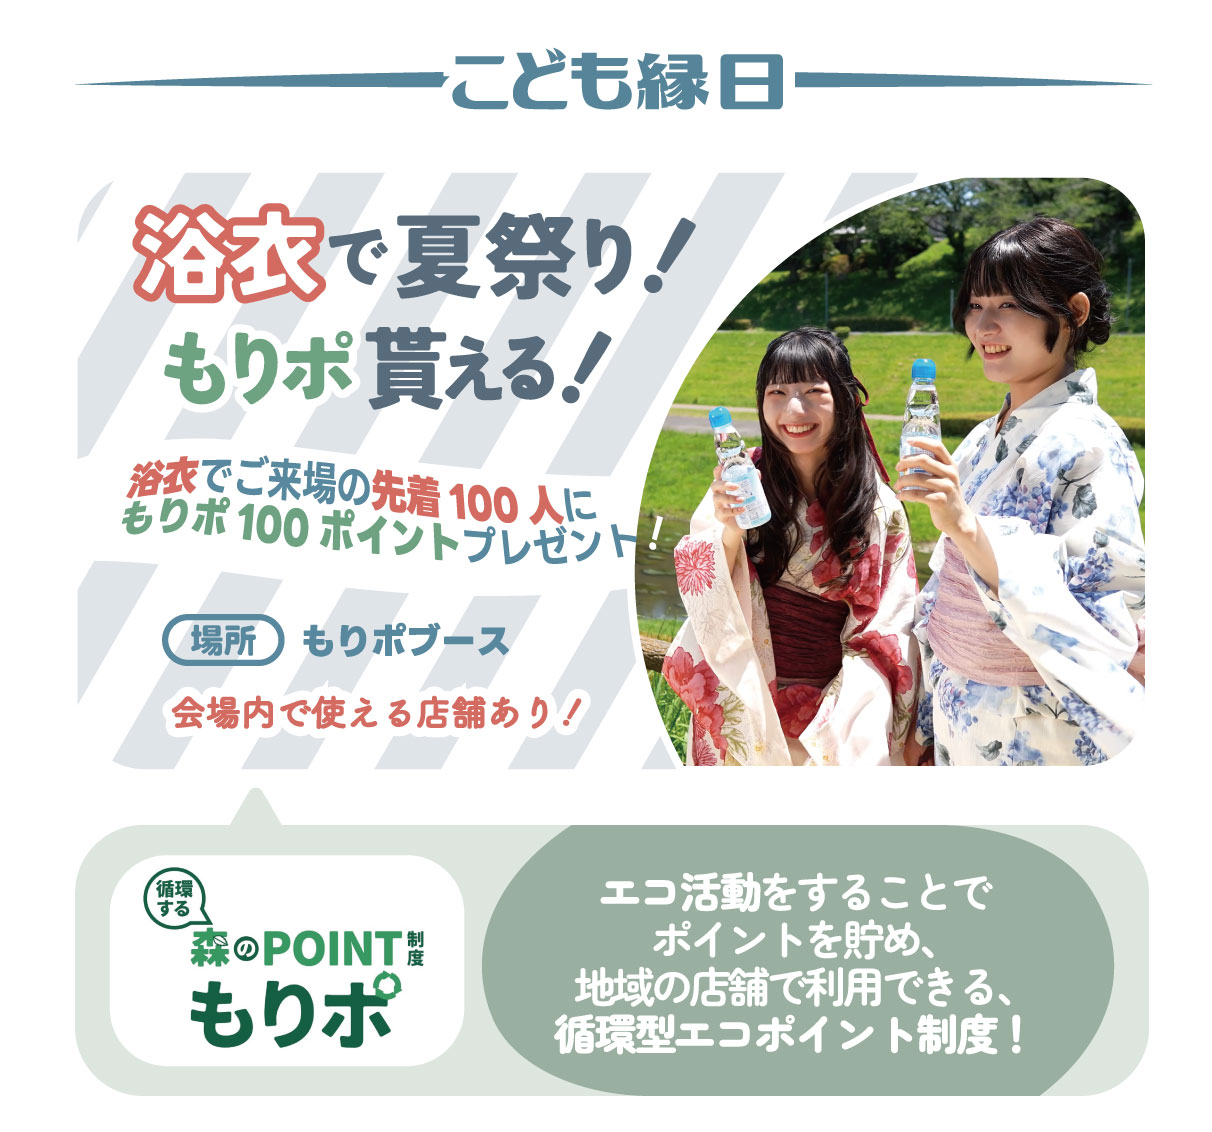 こども縁日
浴衣で夏祭り!
もりポ貰える!
浴衣でご来場の先着100人に
もりポ100ポイントプレゼント!
場所 もりポブース
会場内で使える店舗あり!
循環
する
森のPOINT制度
もりポ
エコ活動をすることで
ポイントを貯め、
地域の店舗で利用できる、
循環型エコポイント制度!